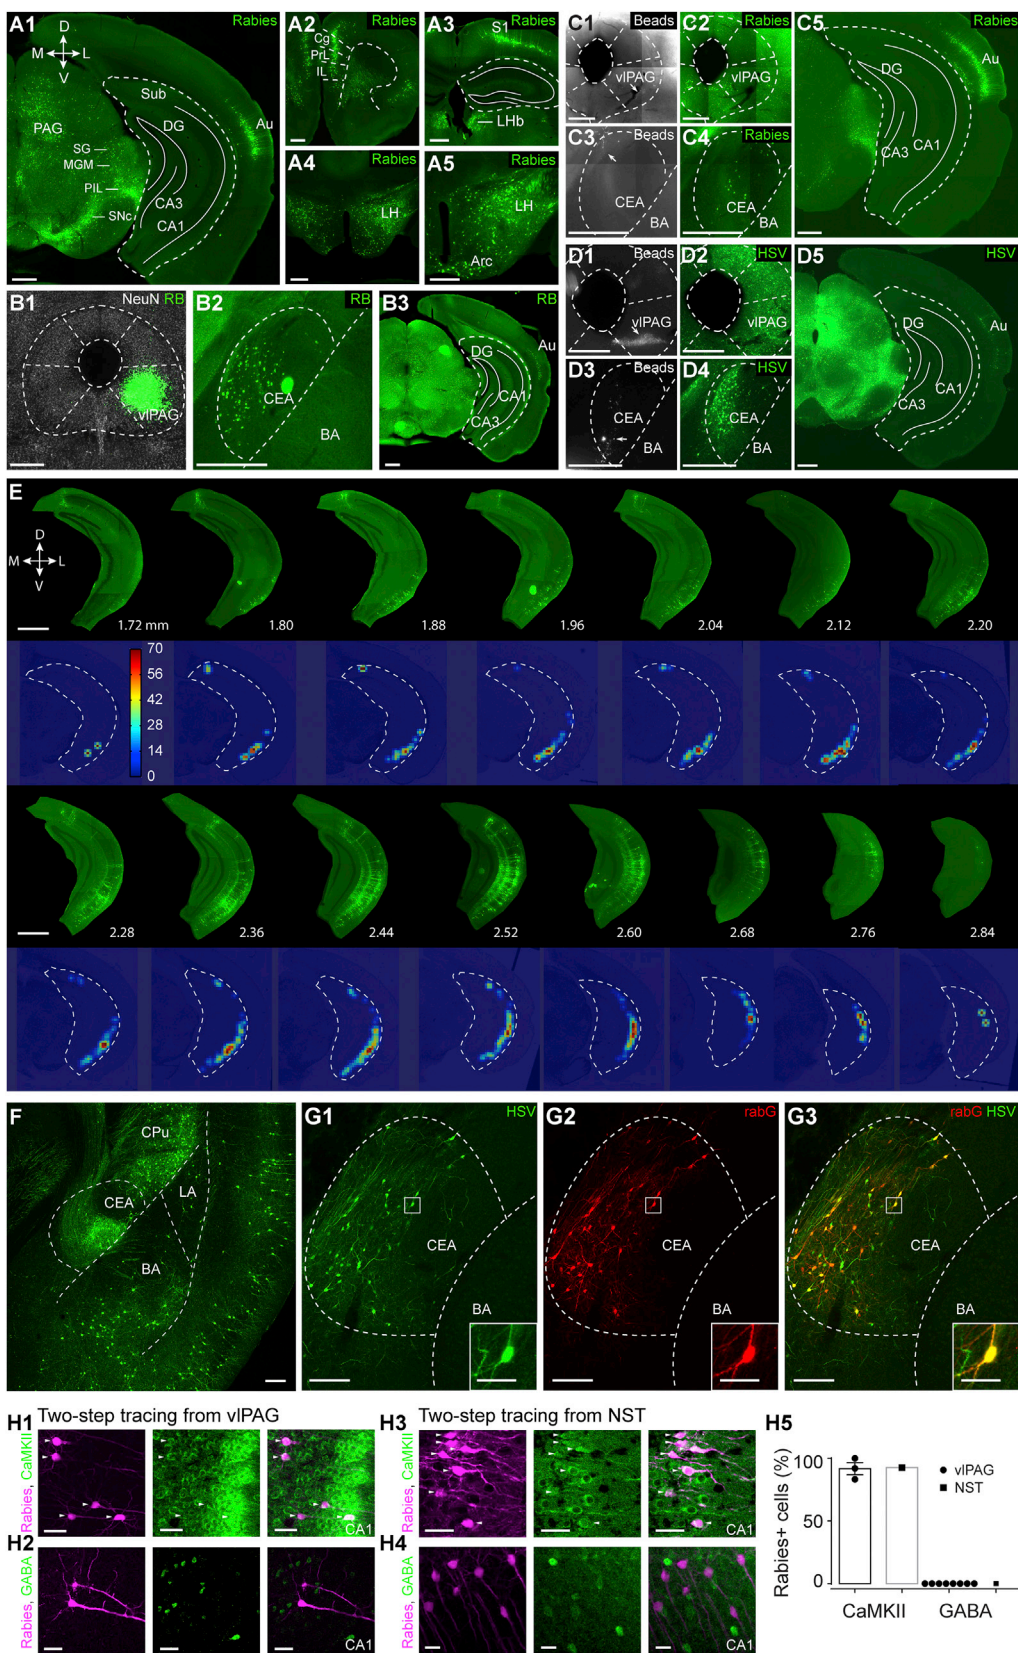 A1
Rabies
D
M
L
V
Sub
DG
PAG
Au
SG
MGM
PIL
SNc
CA3
CA1
A2
Rabies
Cg
PrL
IL
A3
Rabies
S1
LHb
A4
Rabies
LH
A5
Rabies
LH
Arc
B1
NeuN RB
vlPAG
B2
RB
CEA
BA
B3
RB
Au
DG
CA1
CA3
C1
Beads
vlPAG
C2
Rabies
vlPAG
C3
Beads
CEA
BA
C4
Rabies
CEA
BA
C5
Rabies
Au
DG
CA1
CA3
D1
Beads
vlPAG
D2
HSV
vlPAG
D3
Beads
CEA
BA
D4
HSV
CEA
BA
D5
HSV
Au
DG
CA1
CA3
E
D
M
L
V
1.72 mm
1.80
1.88
1.96
2.04
2.12
2.20
70
56
42
28
14
0
2.28
2.36
2.44
2.52
2.60
2.68
2.76
2.84
F
CPu
CEA
LA
BA
G1
HSV
CEA
BA
G2
rabG
CEA
BA
G3
rabG HSV
CEA
BA
H1
Two-step tracing from vlPAG
Rabies, CaMKII
CA1
H2
Rabies, GABA
CA1
H3
Two-step tracing from NST
Rabies, CaMKII
CA1
H4
Rabies, GABA
CA1
H5
Rabies+ cells (%)
100
50
0
vlPAG
NST
CaMKII
GABA